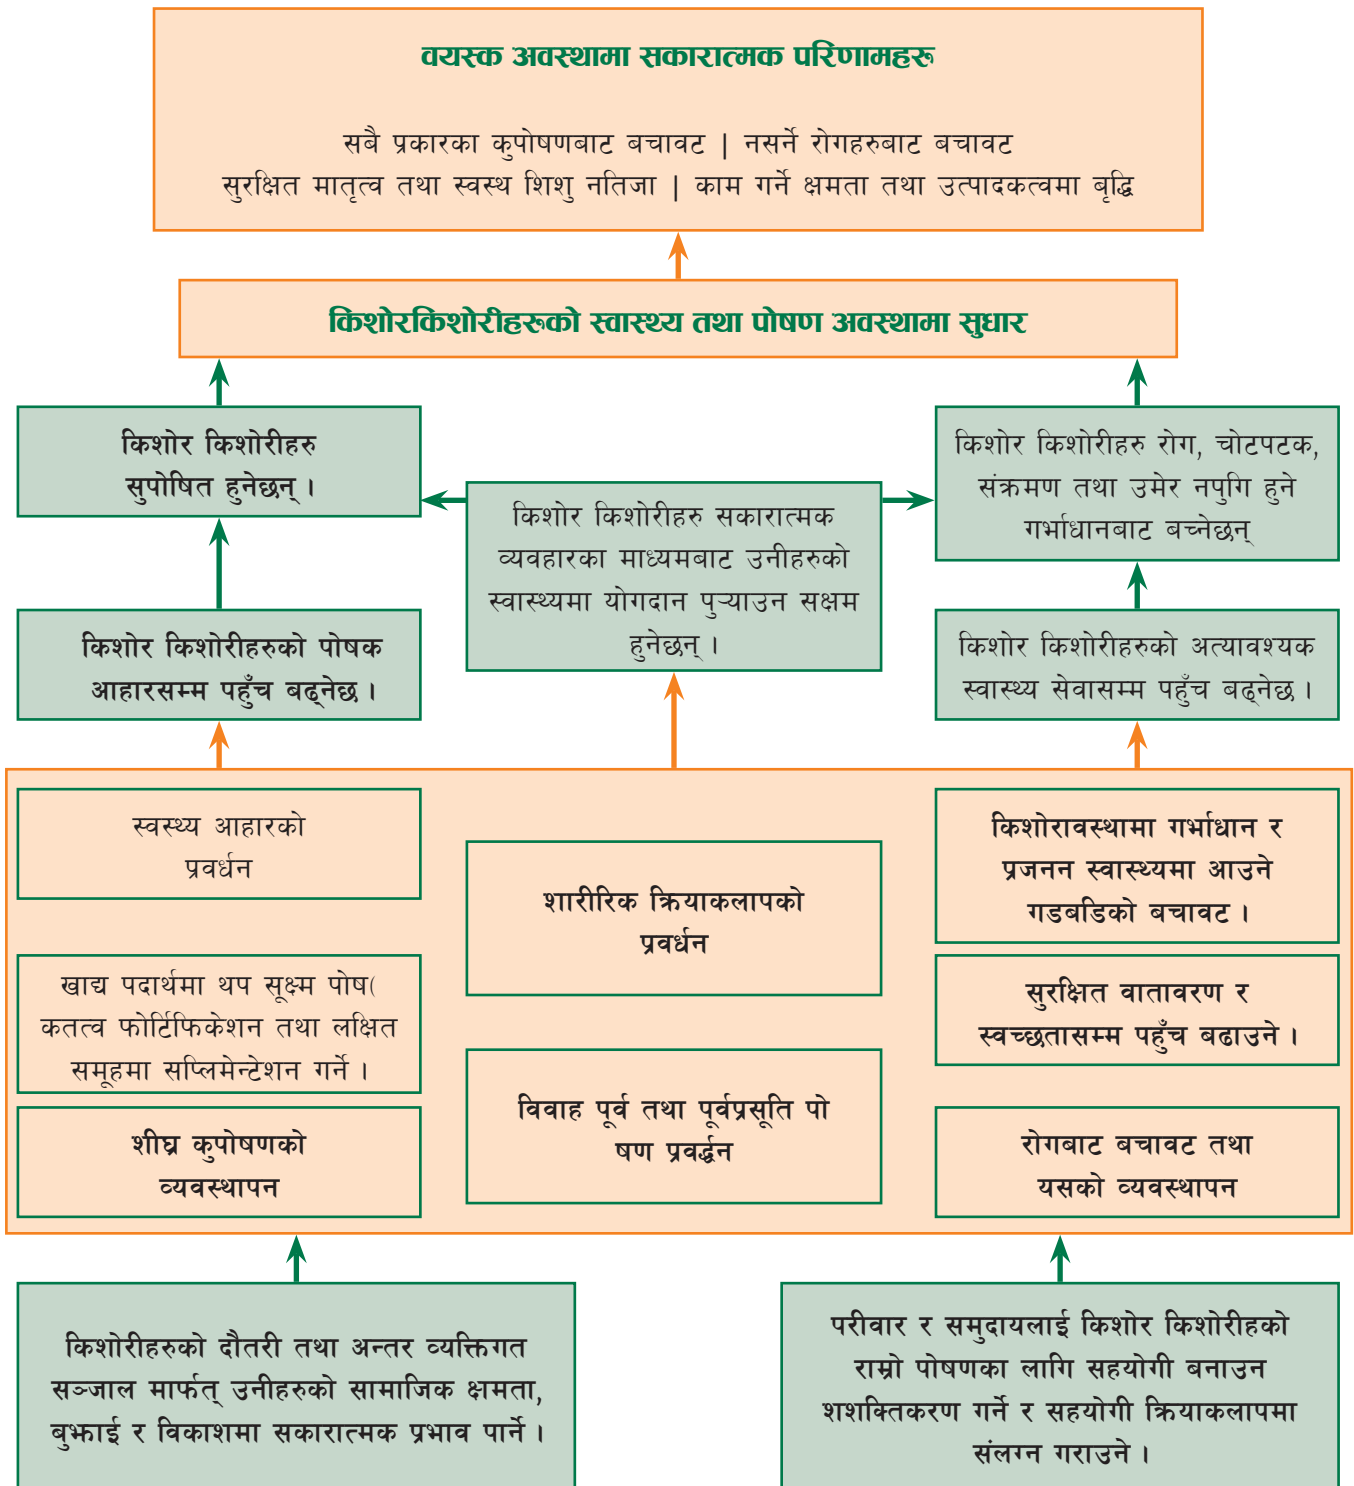 वयस्क अवस्थामा सकारात्मक परिणामहरू
सबै प्रकारका कुपोषणबाट बचावट | नसर्ने रोगहरुबाट बचावट
सुरक्षित मातृत्व तथा स्वस्थ शिशु नतिजा | काम गर्ने क्षमता तथा उत्पादकत्वमा बृद्धि
किशोरकिशोरीहरूको स्वास्थ्य तथा पोषण अवस्थामा सुधार
किशोर किशोरीहरु
सुपोषित हुनेछन् ।
किशोर किशोरीहरु सकारात्मक
व्यवहारका माध्यमबाट उनीहरुको
स्वास्थ्यमा योगदान पुऱ्याउन सक्षम
हुनेछन् ।
किशोर किशोरीहरु रोग, चोटपटक,
संक्रमण तथा उमेर नपुगि हुने
गर्भाधानबाट बच्नेछन्
किशोर किशोरीहरुको पोषक
आहारसम्म पहुँच बढ्नेछ ।
किशोर किशोरीहरुको अत्यावश्यक
स्वास्थ्य सेवासम्म पहुँच बढ्नेछ ।
स्वस्थ्य आहारको
प्रवर्धन
खाद्य पदार्थमा थप सूक्ष्म पोष(
कतत्व फोर्टिफिकेशन तथा लक्षित
समूहमा सप्लिमेन्टेशन गर्ने ।
शीघ्र कुपोषणको
व्यवस्थापन
शारीरिक क्रियाकलापको
प्रवर्धन
विवाह पूर्व तथा पूर्वप्रसूति पो
षण प्रवर्द्धन
किशोरावस्थामा गर्भाधान र
प्रजनन स्वास्थ्यमा आउने
गडबडिको बचावट ।
सुरक्षित वातावरण र
स्वच्छतासम्म पहुँच बढाउने ।
रोगबाट बचावट तथा
यसको व्यवस्थापन
किशोरीहरुको दौतरी तथा अन्तर व्यक्तिगत
सञ्जाल मार्फत् उनीहरुको सामाजिक क्षमता,
बुझाई र विकाशमा सकारात्मक प्रभाव पार्ने ।
परीवार र समुदायलाई किशोर किशोरीहको
राम्रो पोषणका लागि सहयोगी बनाउन
शशक्तिकरण गर्ने र सहयोगी क्रियाकलापमा
संलग्न गराउने ।